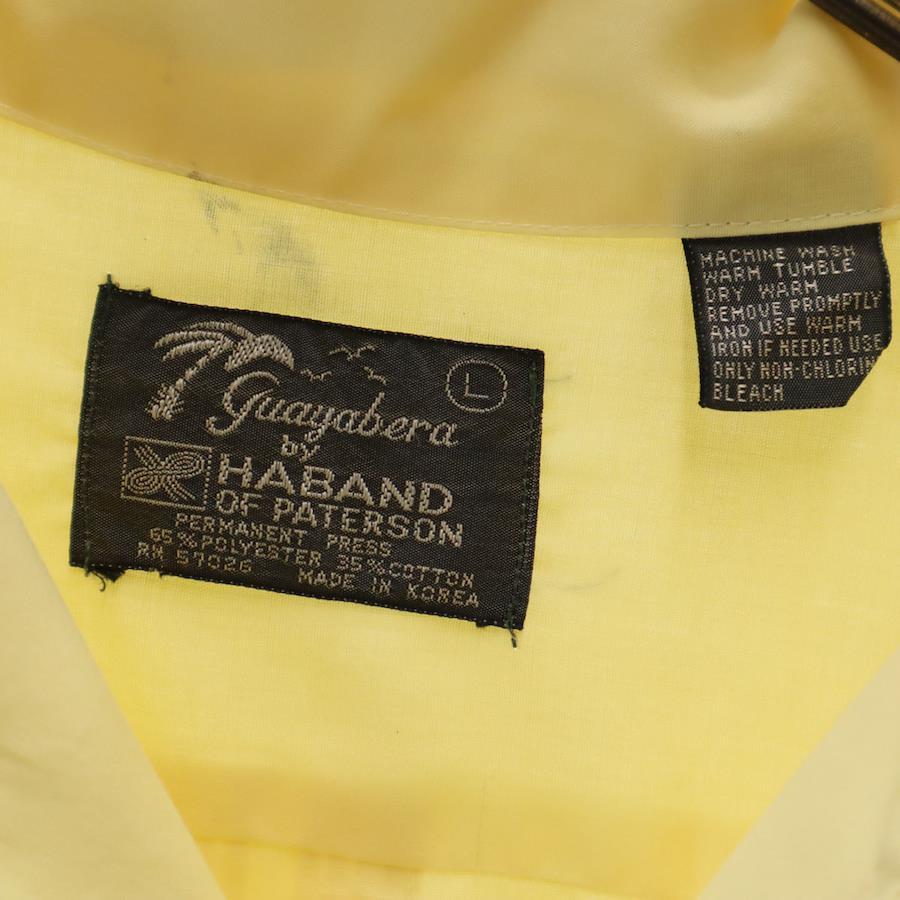 L
Guayabera
by
HABAND
OF PATERSON
PERMANENT PRESS
65% POLYESTER 35% COTTON
RN 57026 MADE IN KOREA
MACHINE WASH
WARM TUMBLE
DRY WARM
REMOVE PROMPTLY
AND USE WARM
IRON IF NEEDED USE
ONLY NON-CHLORIN
BLEACH